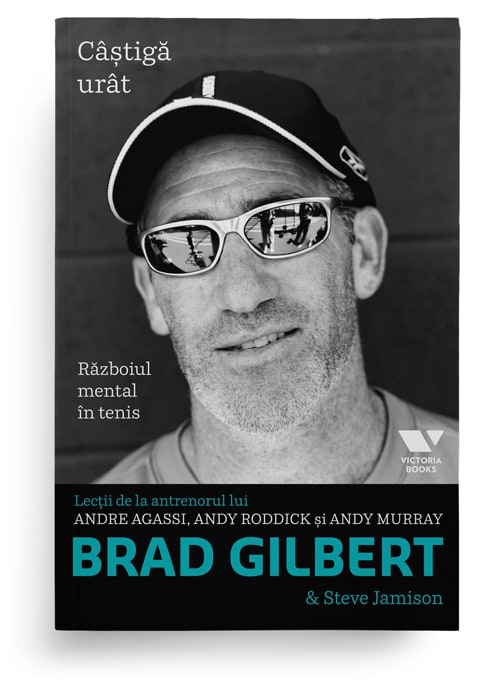 Câștigă
urât
Războiul
mental
în tenis
VICTORIA
BOOKS
Lecții de la antrenorul lui
ANDRE AGASSI, ANDY RODDICK și ANDY MURRAY
BRAD GILBERT
& Steve Jamison